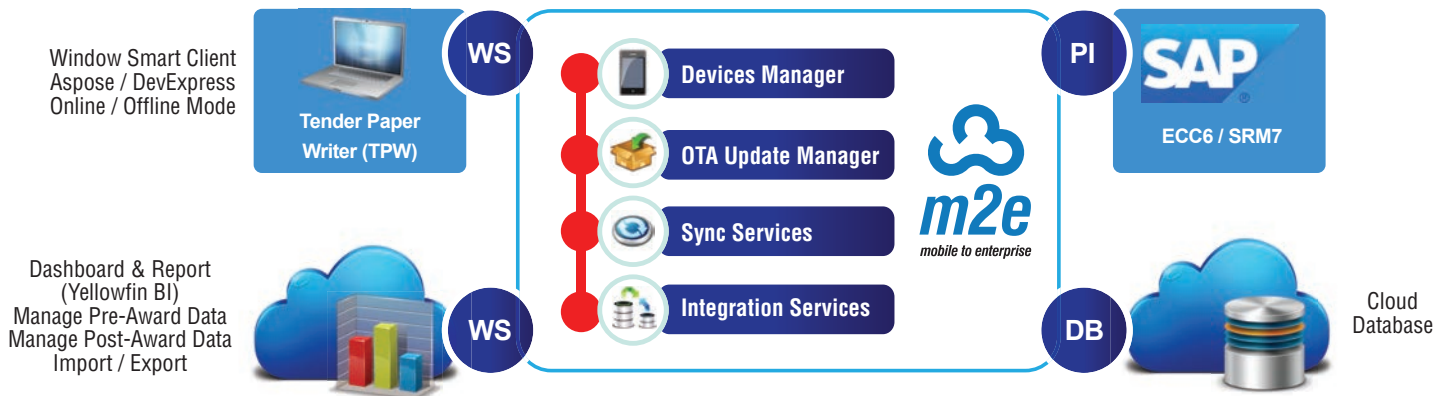 Window Smart Client
Aspose / DevExpress
Online / Offline Mode
Tender Paper
Writer (TPW)
WS
Devices Manager
OTA Update Manager
Sync Services
Integration Services
m2e
mobile to enterprise
PI
SAP
®
ECC6 / SRM7
Dashboard & Report
(Yellowfin BI)
Manage Pre-Award Data
Manage Post-Award Data
Import / Export
WS
DB
Cloud
Database